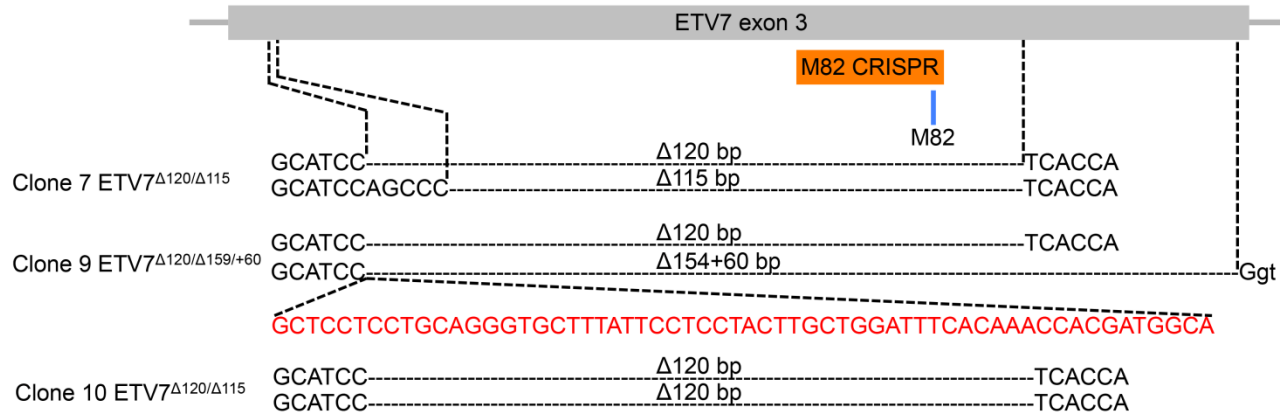 ETV7 exon 3
M82 CRISPR
M82
Clone 7 ETV7Δ120/Δ115
GCATCC Δ120 bp TCACCA
GCATCCAGCCC Δ115 bp TCACCA
Clone 9 ETV7Δ120/Δ159/+60
GCATCC Δ120 bp TCACCA
GCATCC Δ154+60 bp Ggt
GCTCCTCCTGCAGGGTGCTTTATTCCTCCTACTTGCTGGATTTCACAAACCACGATGGCA
Clone 10 ETV7Δ120/Δ115
GCATCC Δ120 bp TCACCA
GCATCC Δ120 bp TCACCA